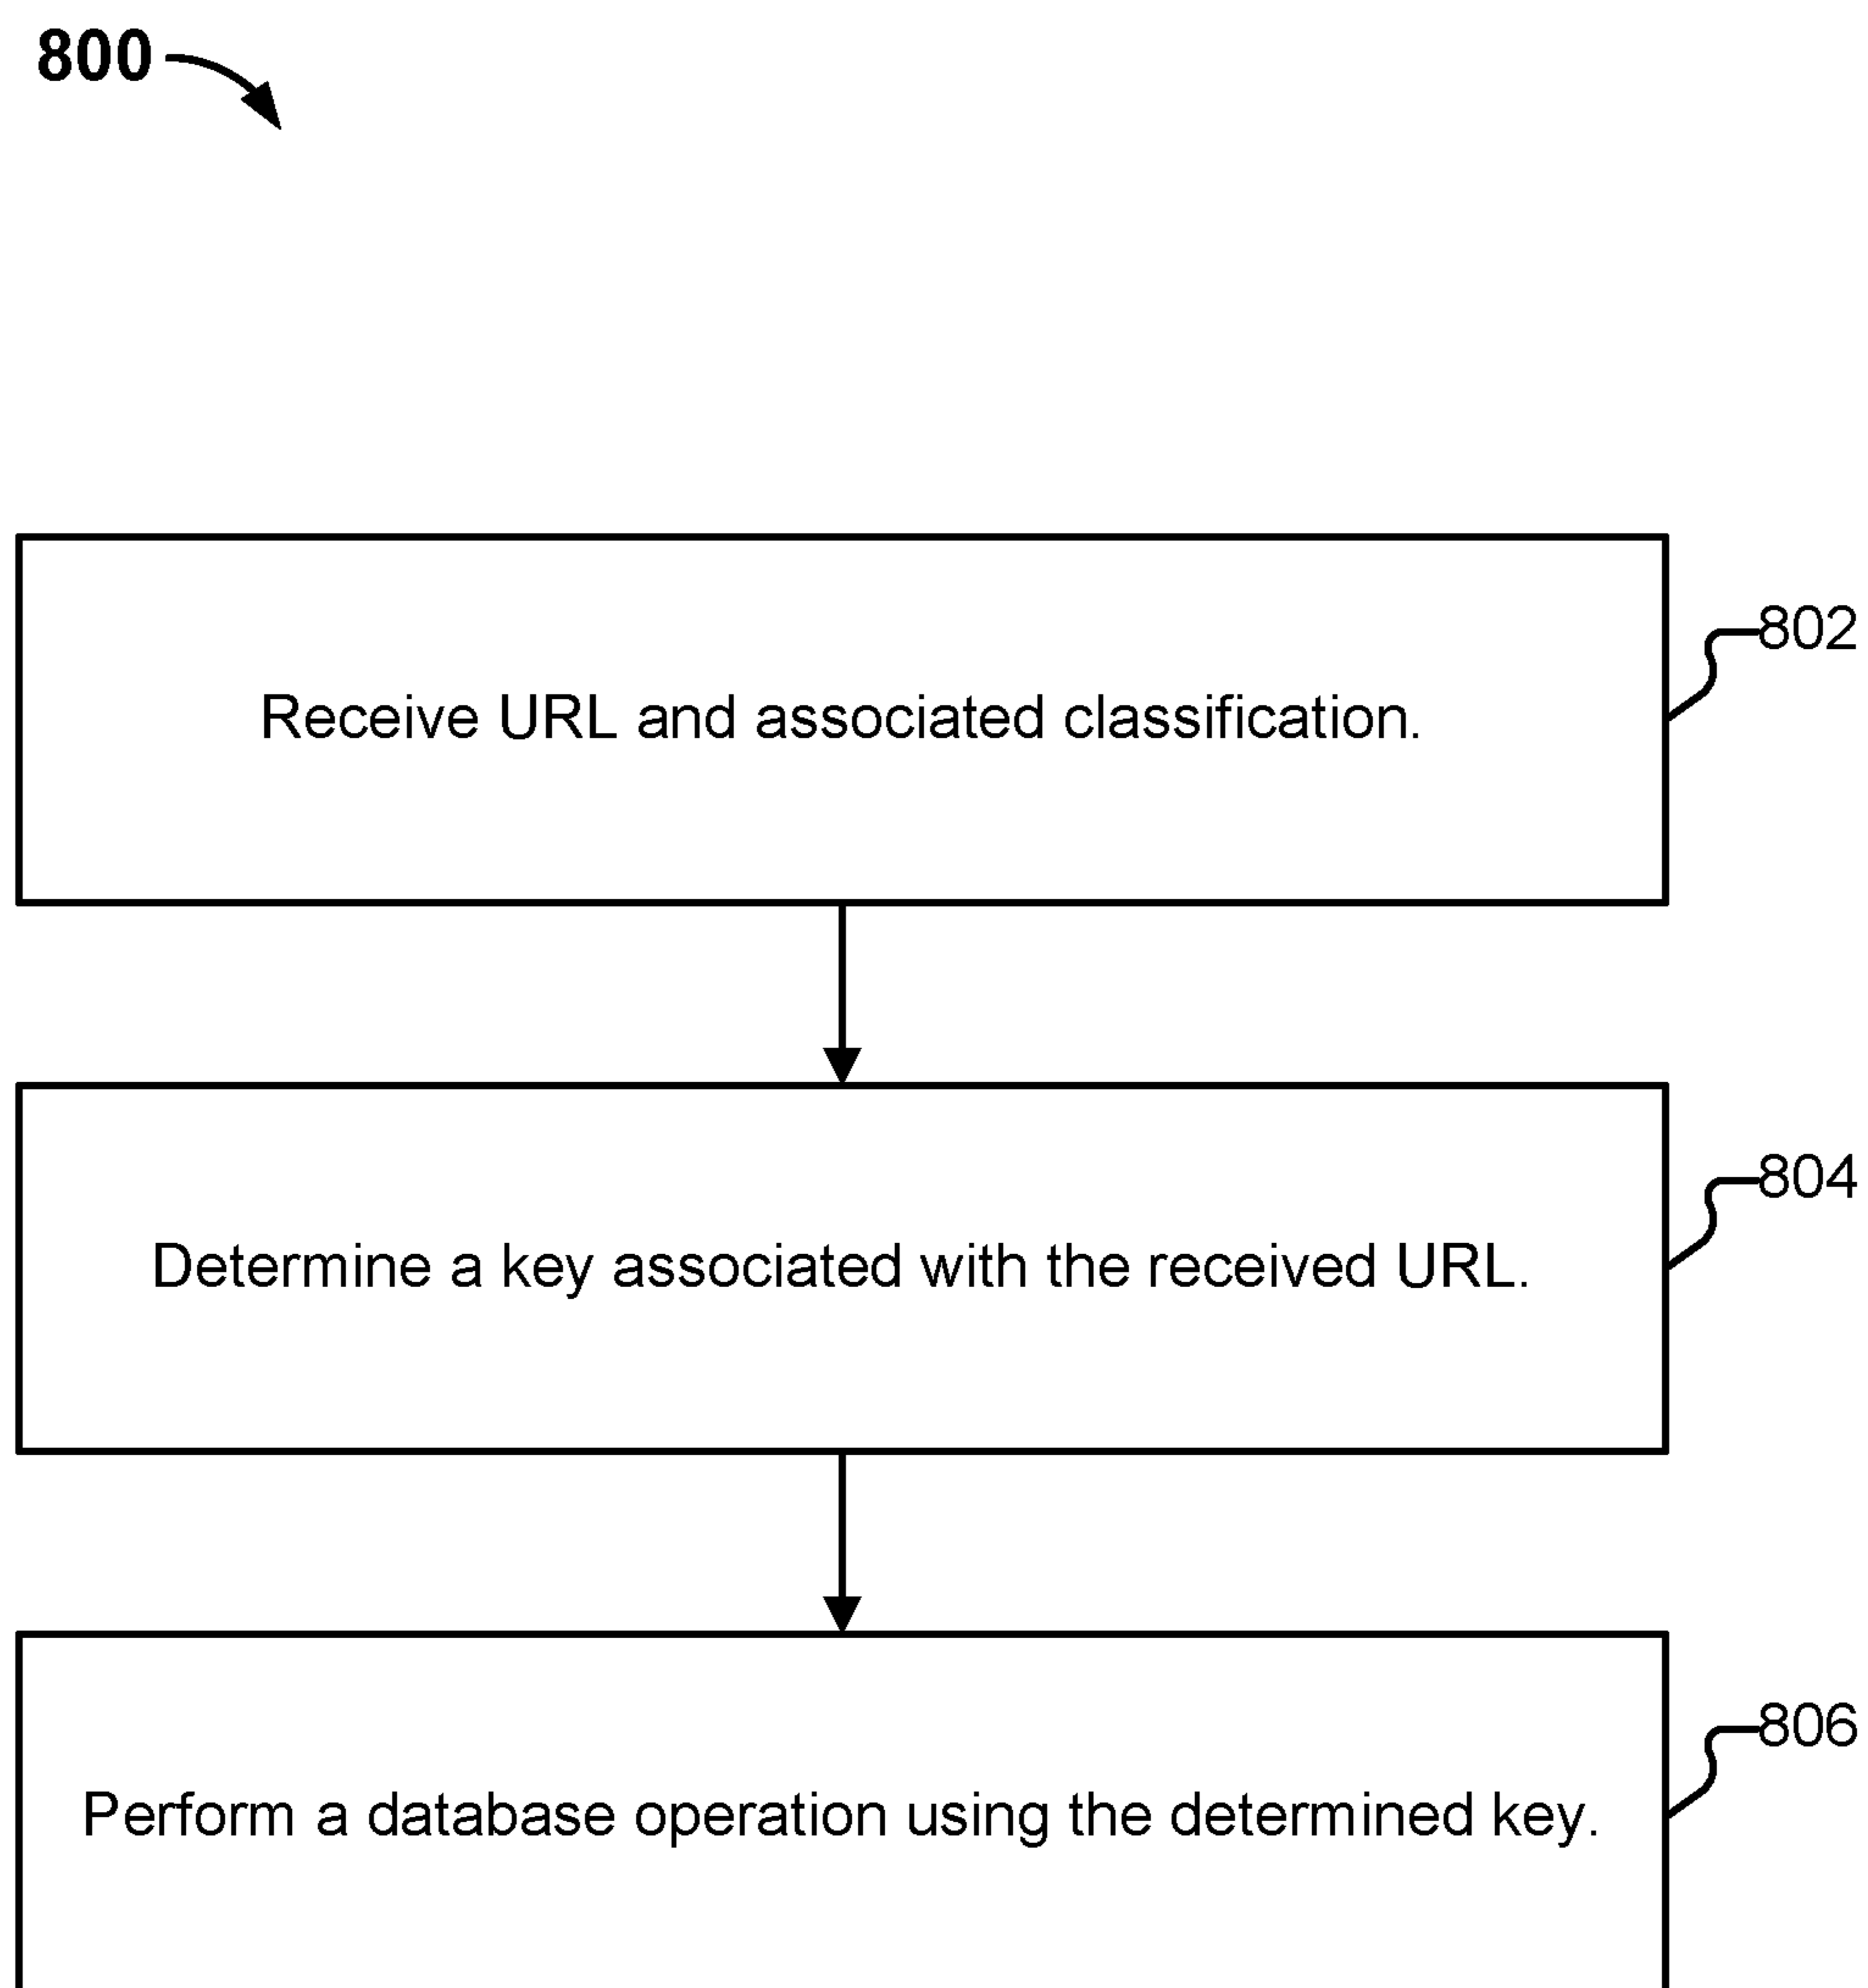 800
802
Receive URL and associated classification.
804
Determine a key associated with the received URL.
806
Perform a database operation using the determined key.